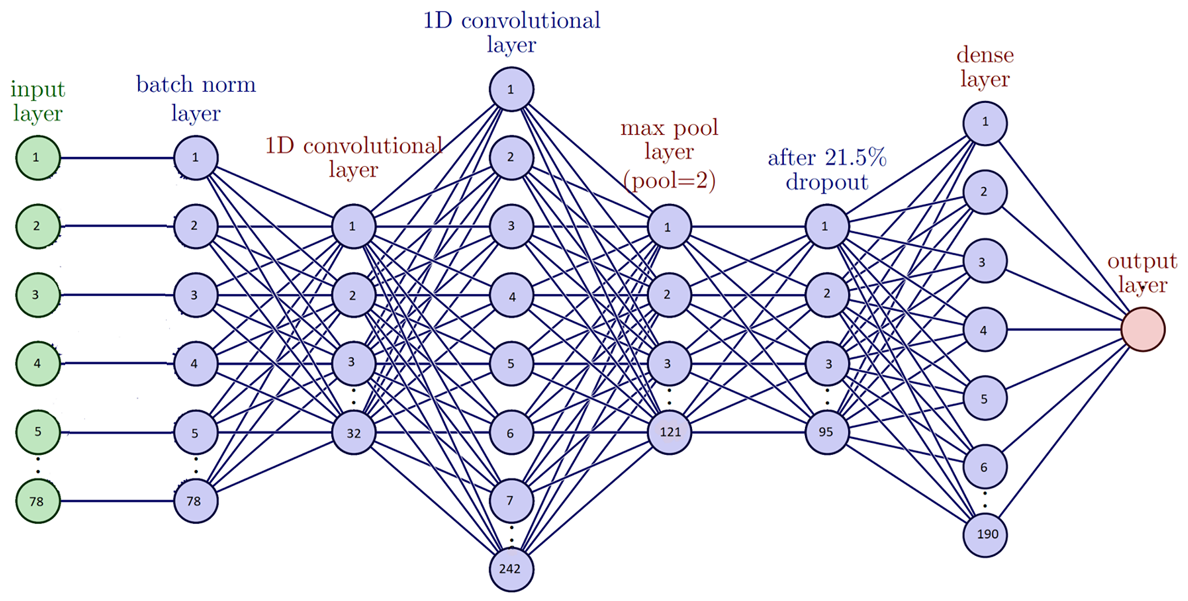 input
layer
1
2
3
4
5
78
batch norm
layer
1
2
3
4
5
78
1D convolutional
layer
1
2
3
32
1D convolutional
layer
1
2
3
4
5
6
7
242
max pool
layer
(pool=2)
1
2
3
121
after 21.5%
dropout
1
2
3
95
dense
layer
1
2
3
4
5
6
190
output
layer